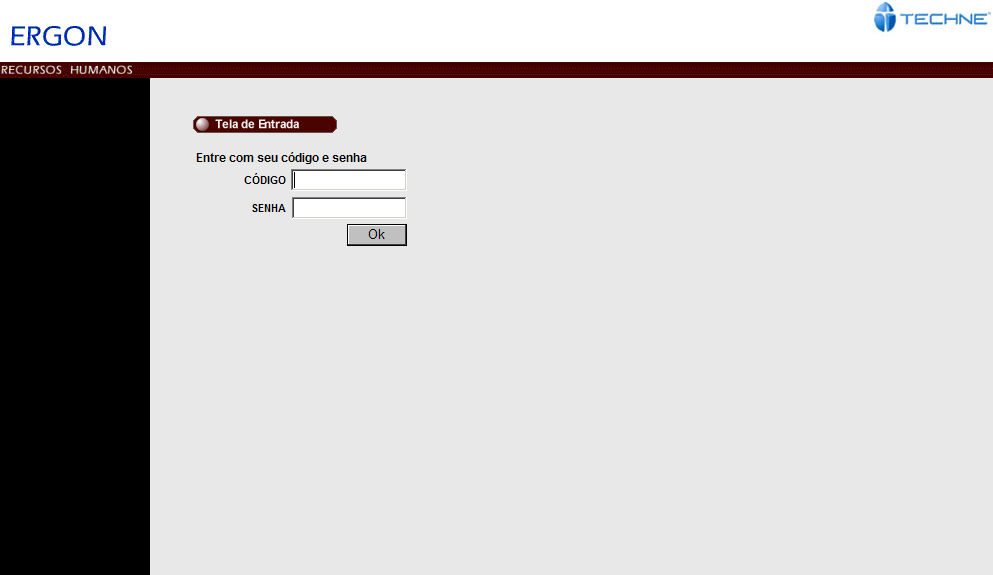 ERGON
TECHNE
RECURSOS HUMANOS
Tela de Entrada
Entre com seu código e senha
CÓDIGO
SENHA
Ok